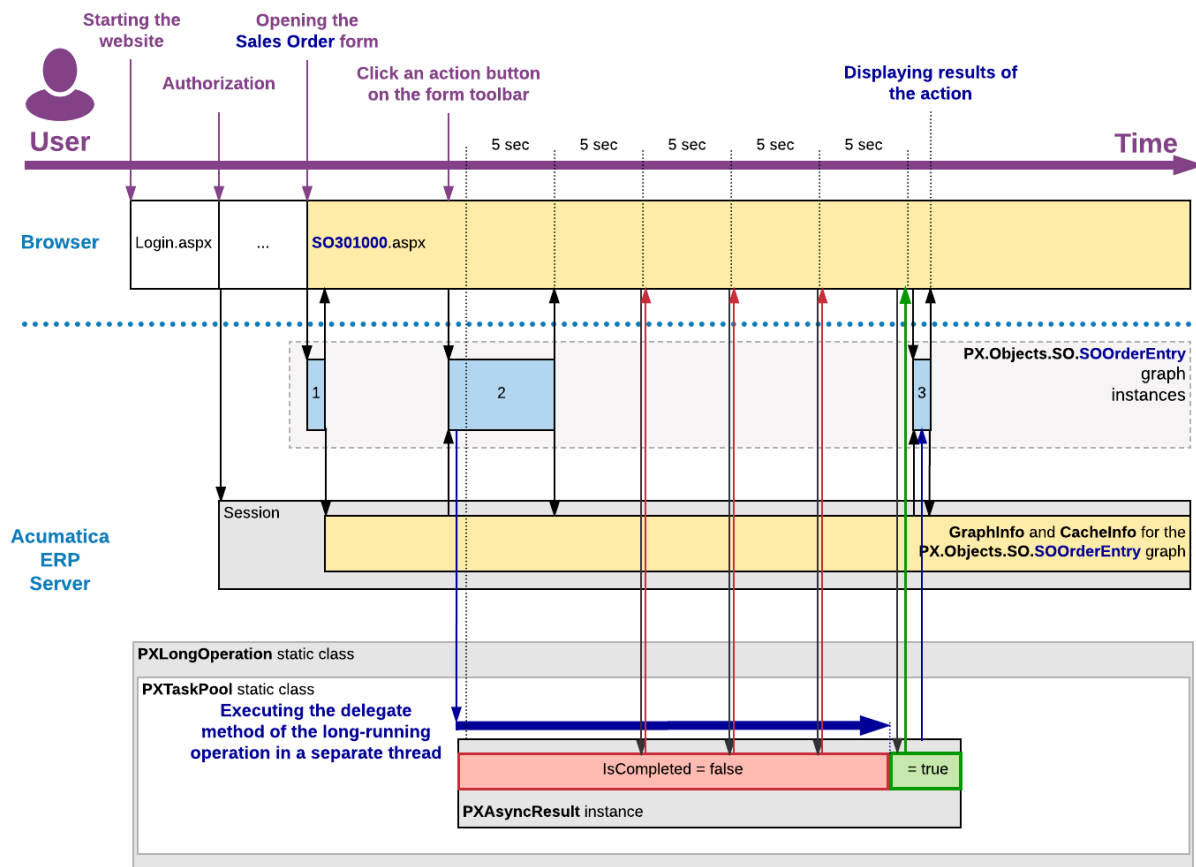 Starting the
website
Opening the
Sales Order form
Authorization
Click an action button
on the form toolbar
Displaying results of
the action
User
5 sec
5 sec
5 sec
5 sec
5 sec
Time
Browser
Login.aspx
...
SO301000.aspx
PX.Objects.SO.SOOrderEntry
graph
instances
1
2
3
Acumatica
ERP
Server
Session
GraphInfo and CacheInfo for the
PX.Objects.SO.SOOrderEntry graph
PXLongOperation static class
PXTaskPool static class
Executing the delegate
method of the long-running
operation in a separate thread
IsCompleted = false
= true
PXAsyncResult instance